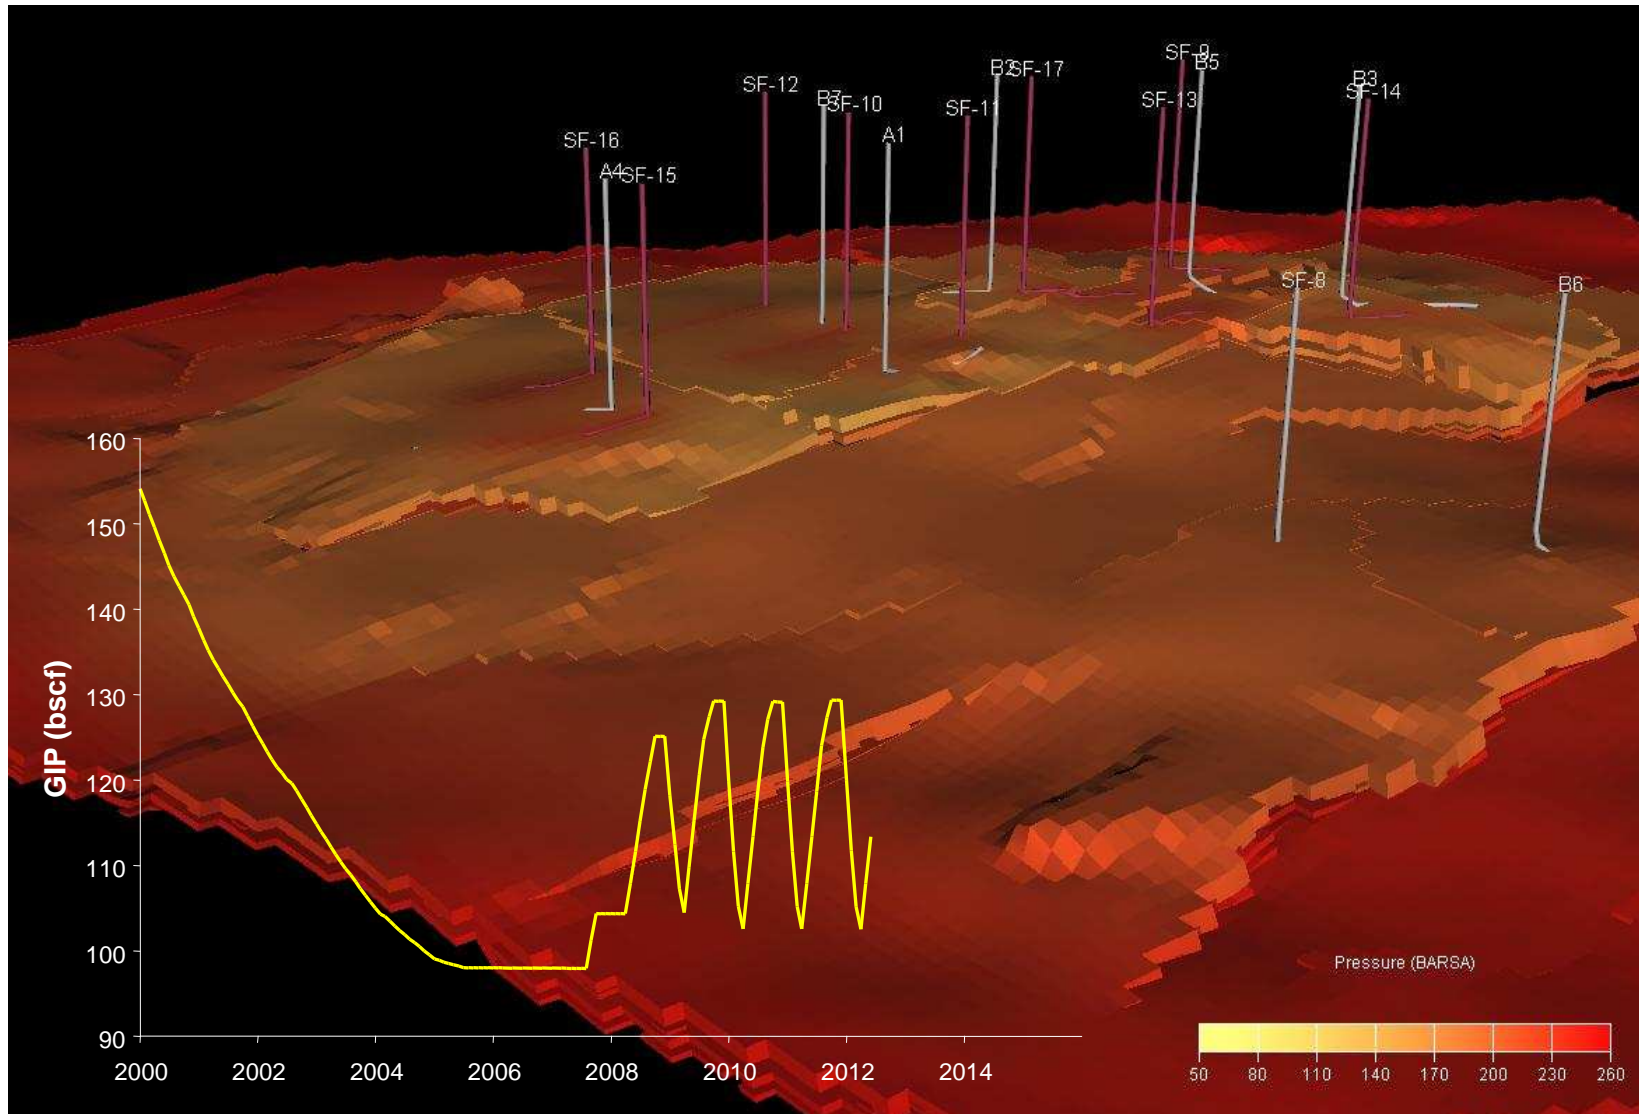 SF-9
B5
B2
SF-17
B3
SF-12
SF-14
B7
SF-10
SF-11
SF-13
A1
SF-16
A4
SF-15
SF-8
B6
160
150
140
130
120
110
100
90
GIP (bscf)
2000 2002 2004 2006 2008 2010 2012 2014
Pressure (BARSA)
50 80 110 140 170 200 230 260